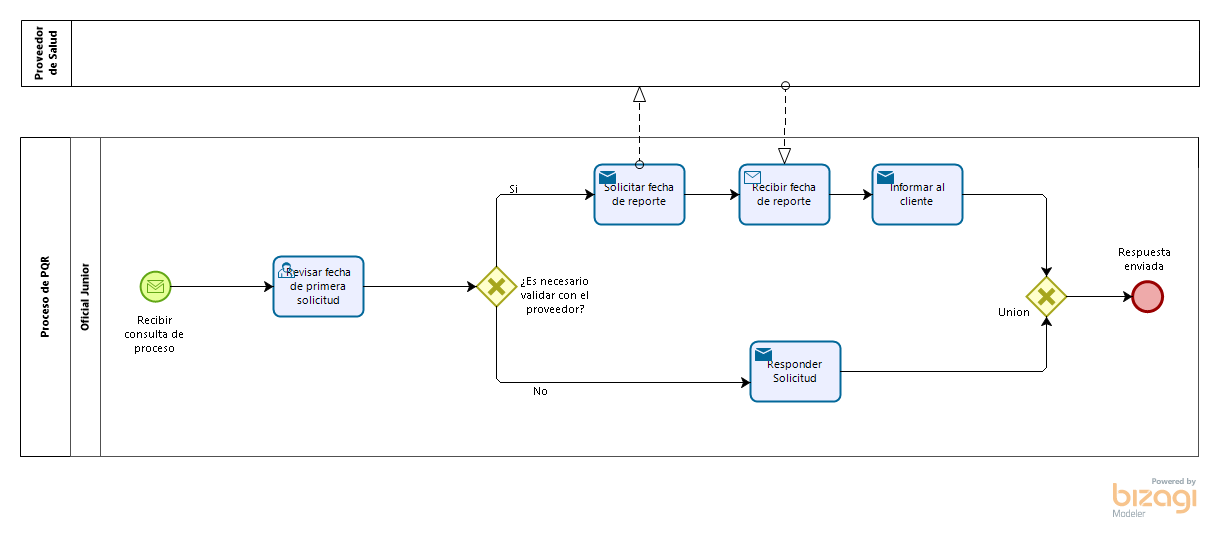 Proveedor
de Salud
Proceso de PQR
Oficial Junior
Recibir
consulta de
proceso
Revisar fecha
de primera
solicitud
¿Es necesario
validar con el
proveedor?
Si
No
Solicitar fecha
de reporte
Recibir fecha
de reporte
Informar al
cliente
Responder
Solicitud
Union
Respuesta
enviada
Powered by
bizagi
Modeler